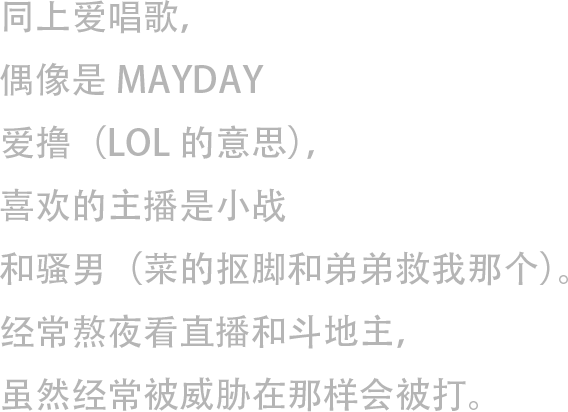 同上爱唱歌，
偶像是 MAYDAY
爱撸（LOL 的意思），
喜欢的主播是小战
和骚男（菜的抠脚和弟弟救我那个）。
经常熬夜看直播和斗地主，
虽然经常被威胁在那样会被打。